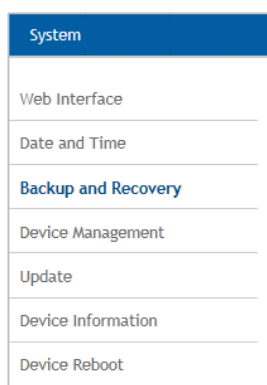 System
Web Interface
Date and Time
Backup and Recovery
Device Management
Update
Device Information
Device Reboot